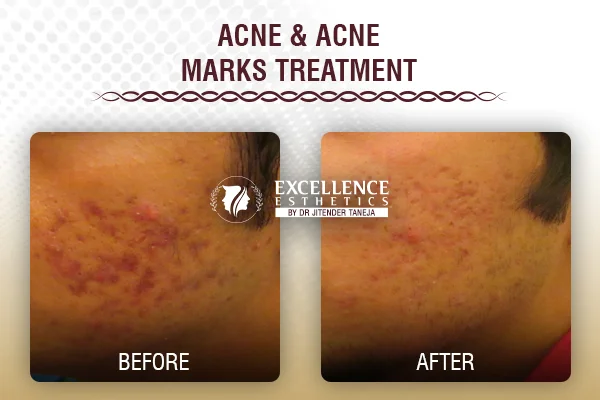 ACNE & ACNE
MARKS TREATMENT
EXCELLENCE
ESTHETICS
BY DR JITENDER TANEJA
BEFORE
AFTER